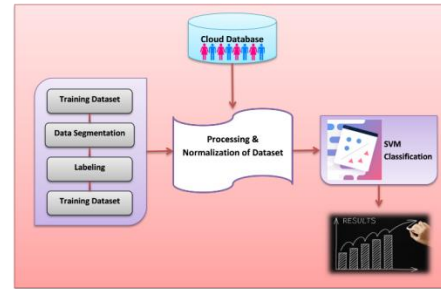 Cloud Database
Training Dataset
Data Segmentation
Labeling
Training Dataset
Processing &
Normalization of Dataset
SVM
Classification
RESULTS